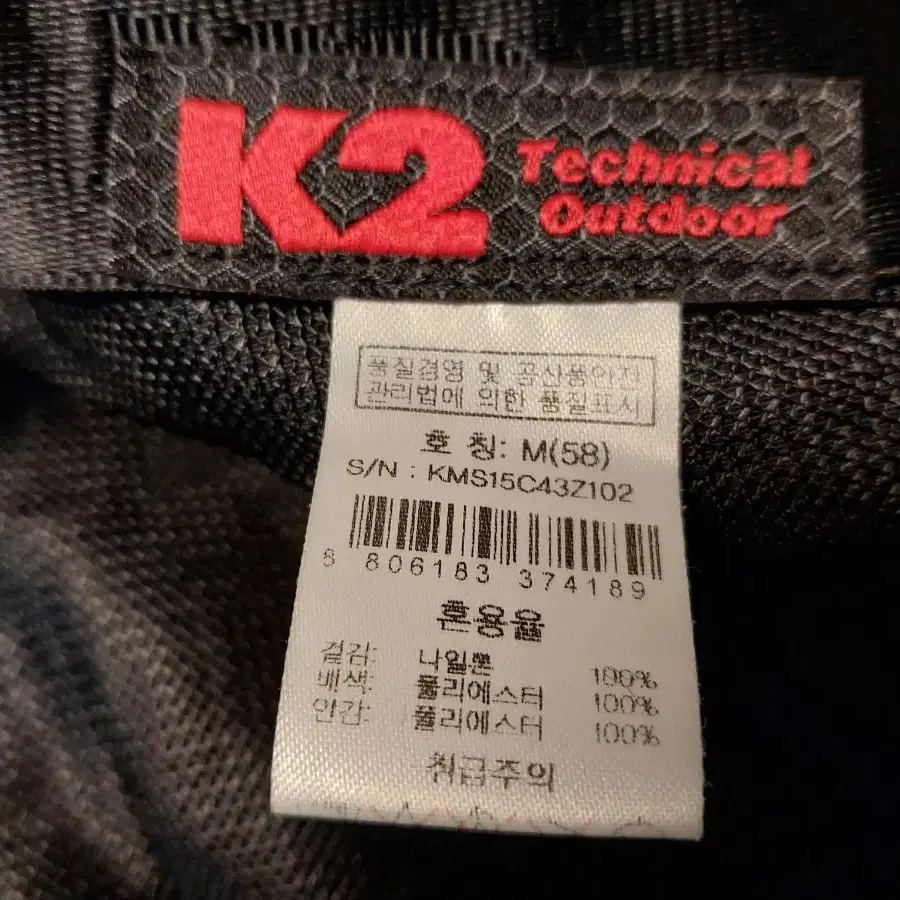 K2 Technical
Outdoor
품질경영 및 공산품안전
관리법에 의한 품질표시
호 칭: M(58)
S/N : KMS15C43Z102
8 806183 374189
혼용율
겉감: 나일론 100%
배색: 폴리에스터 100%
안감: 폴리에스터 100%
취급주의